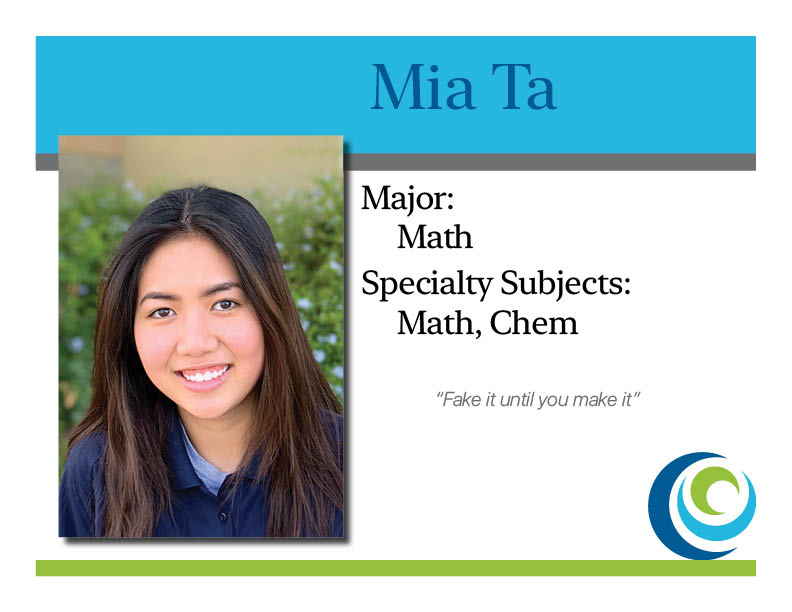 Mia Ta
Major:
Math
Specialty Subjects:
Math, Chem
“Fake it until you make it”